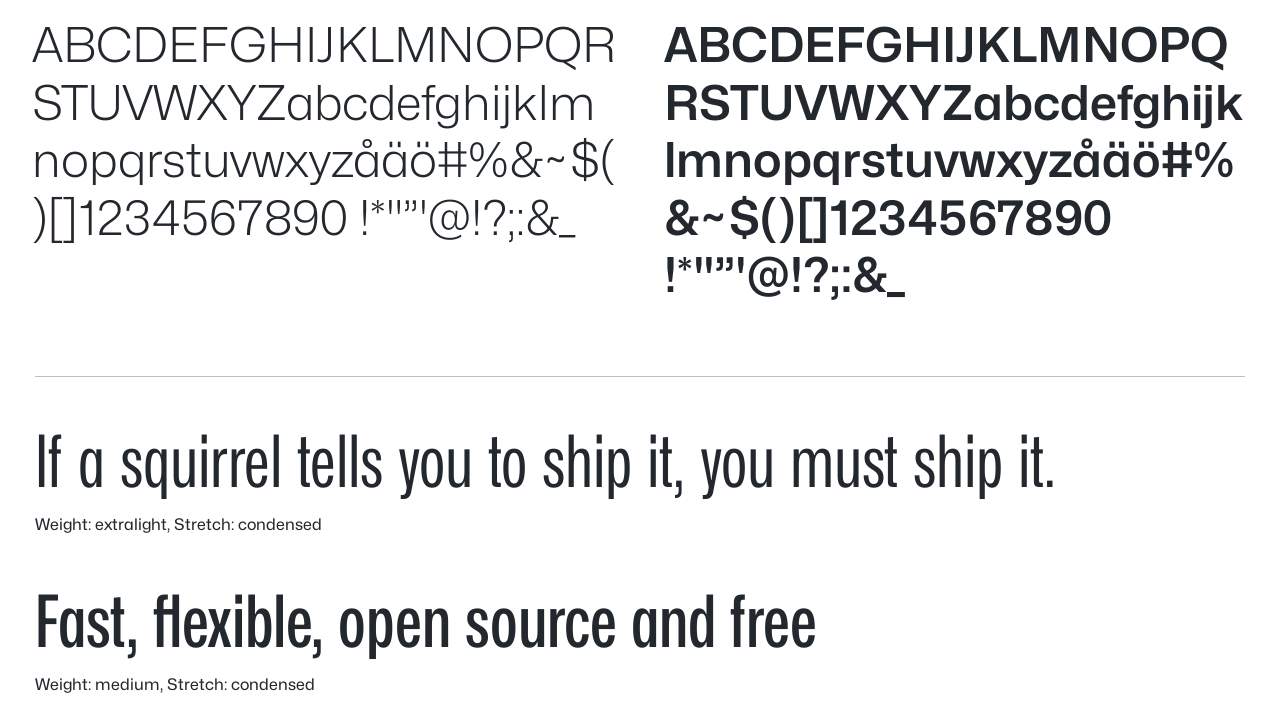 ABCDEFGHIJKLMNOPQR
STUVWXYZabcdefghijklm
nopqrstuvwxyzåäö#%&~$(
)[]1234567890 !*"”'@!?;:&_
ABCDEFGHIJKLMNOPQ
RSTUVWXYZabcdefghijk
lmnopqrstuvwxyzåäö#%
&~$()[]1234567890
!*"”'@!?;:&_
If a squirrel tells you to ship it, you must ship it.
Weight: extralight, Stretch: condensed
Fast, flexible, open source and free
Weight: medium, Stretch: condensed